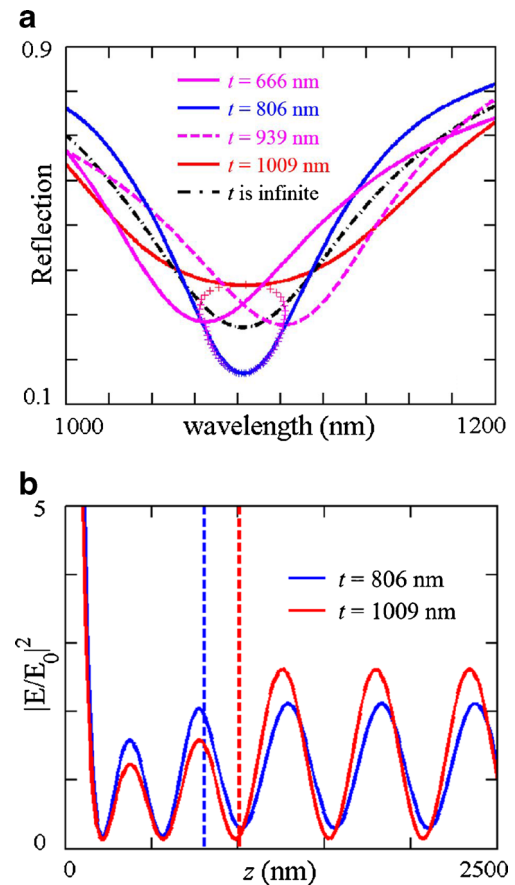 a
0.9
t = 666 nm
t = 806 nm
t = 939 nm
t = 1009 nm
t is infinite
Reflection
0.1
1000
wavelength (nm)
1200
b
5
t = 806 nm
t = 1009 nm
|E/E₀|²
0
0
z (nm)
2500